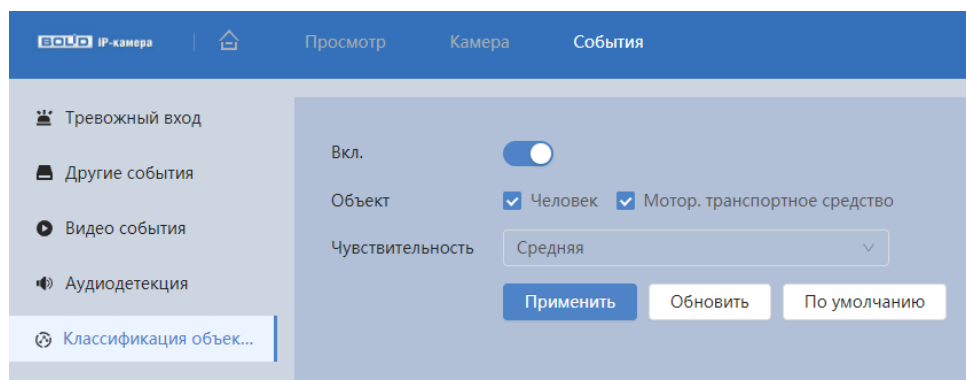 BOLID IP-камера Просмотр Камера События
Тревожный вход
Другие события
Видео события
Аудиодетекция
Классификация объек...
Вкл.
Объект Человек Мотор. транспортное средство
Чувствительность Средняя
Применить Обновить По умолчанию